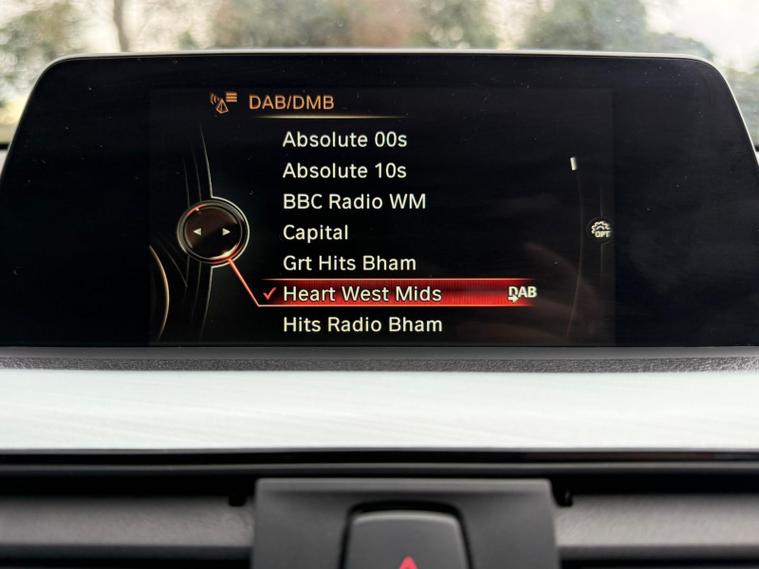 DAB/DMB
Absolute 00s
Absolute 10s
BBC Radio WM
Capital
OPT
Grt Hits Bham
✓ Heart West Mids DAB
Hits Radio Bham